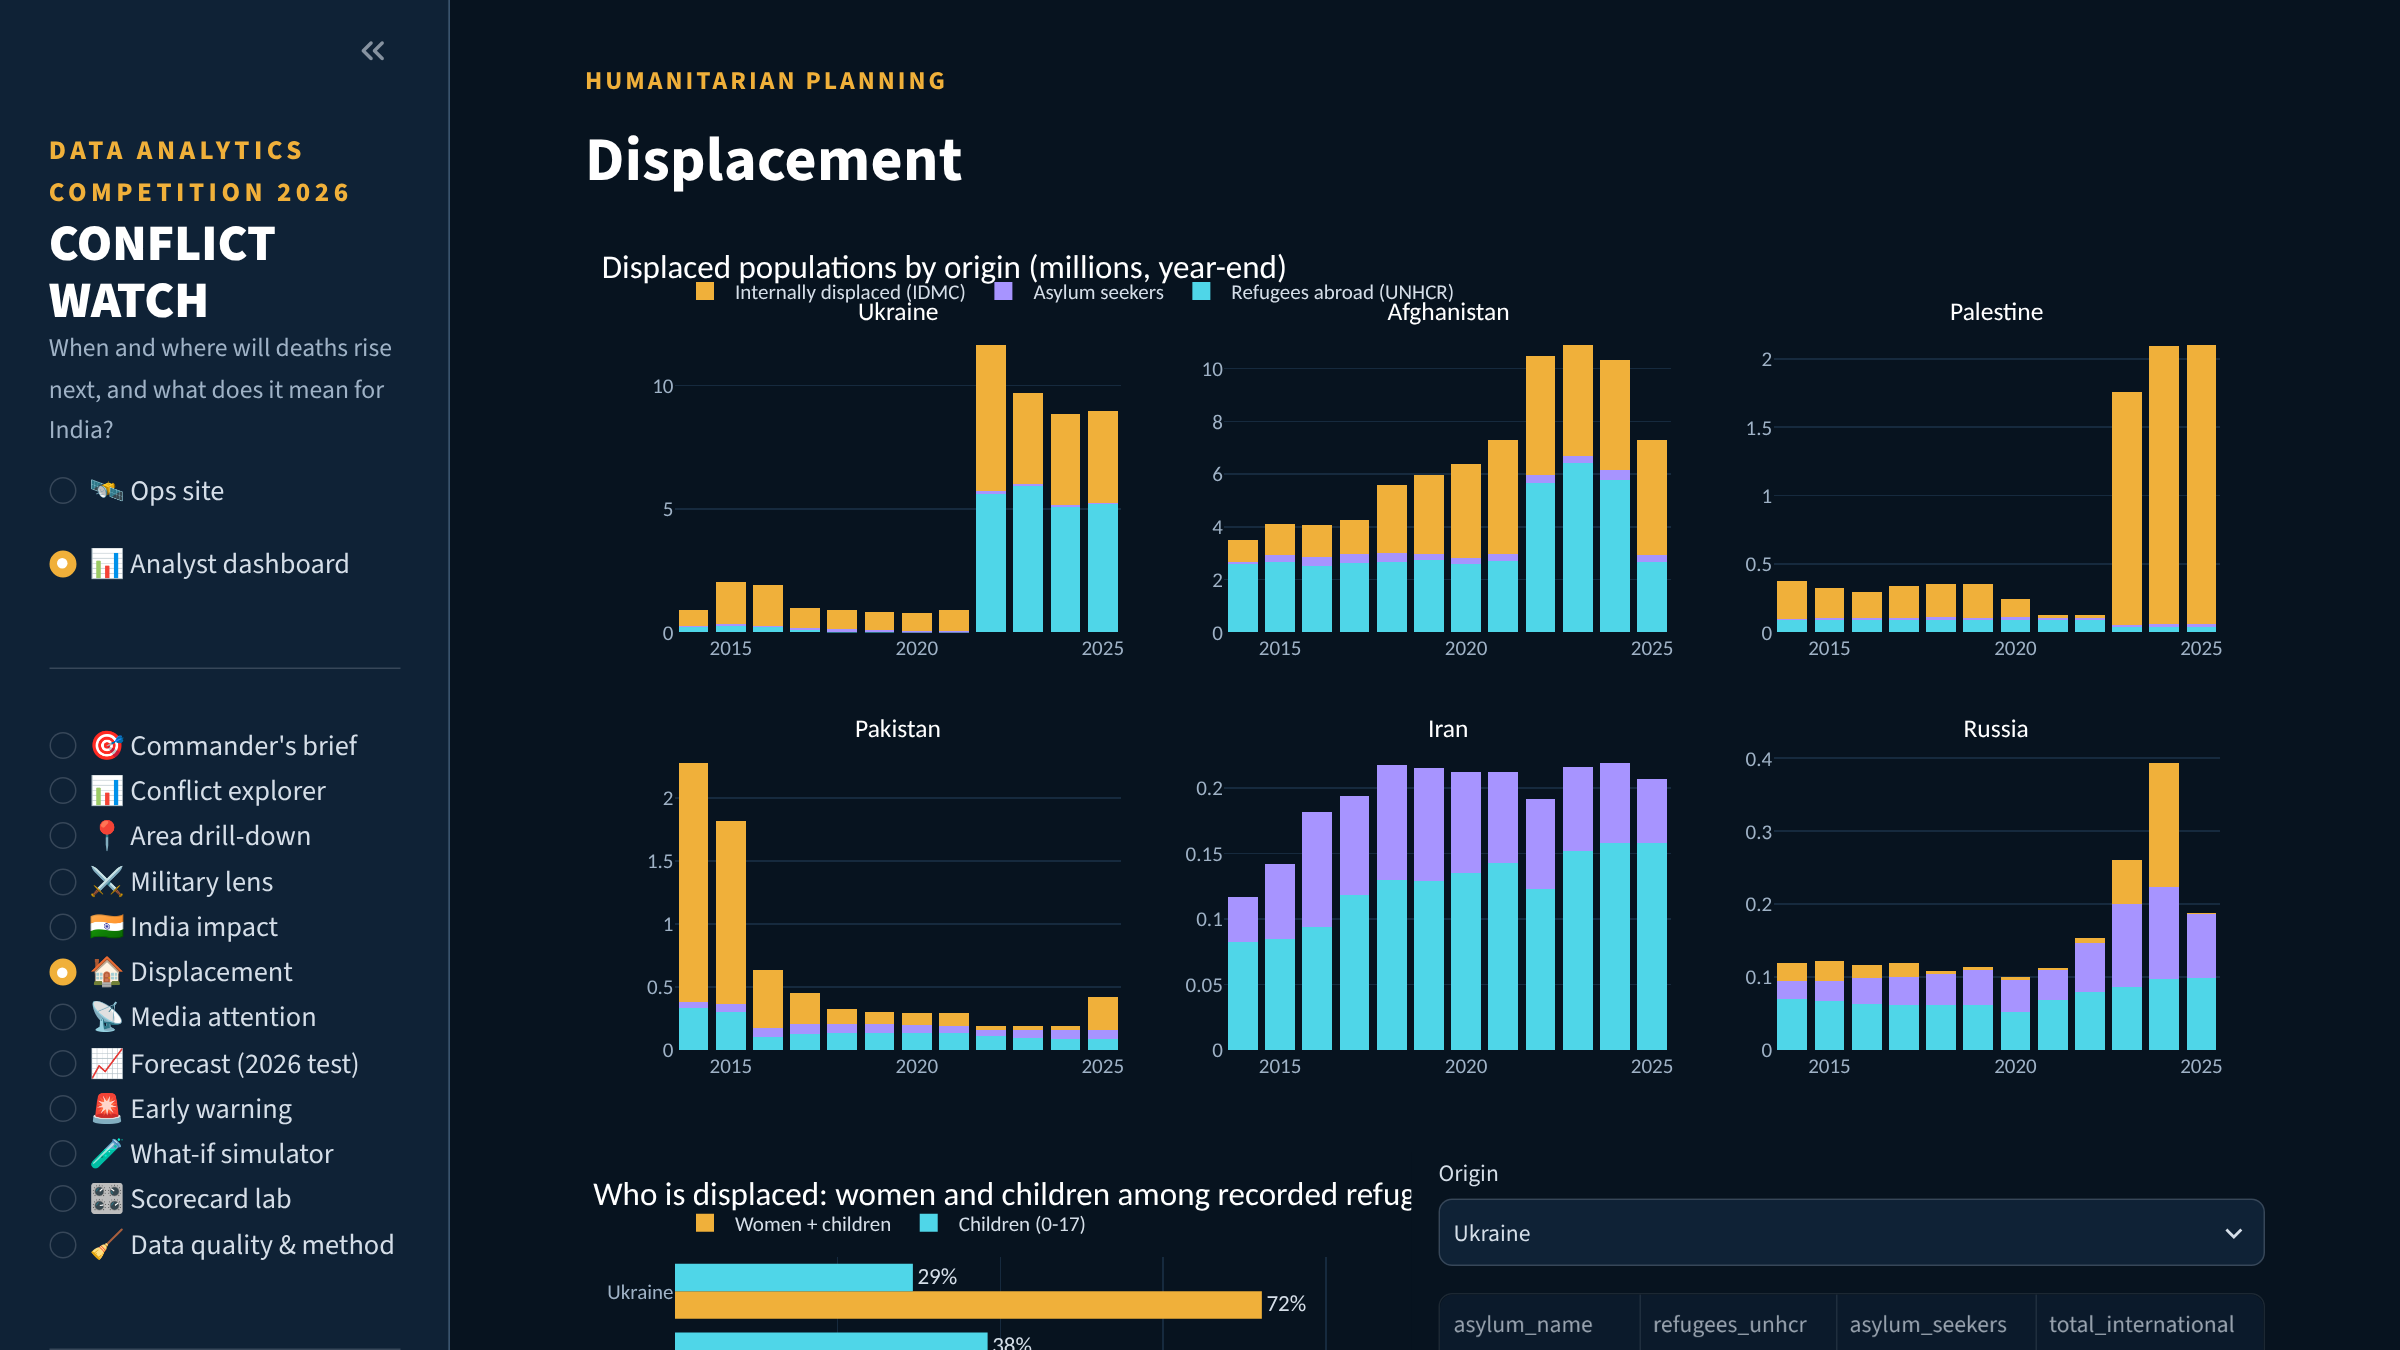 DATA ANALYTICS
COMPETITION 2026
CONFLICT
WATCH
When and where will deaths rise
next, and what does it mean for
India?
Ops site
Analyst dashboard
Commander's brief
Conflict explorer
Area drill-down
Military lens
India impact
Displacement
Media attention
Forecast (2026 test)
Early warning
What-if simulator
Scorecard lab
Data quality & method
HUMANITARIAN PLANNING
Displacement
Displaced populations by origin (millions, year-end)
Internally displaced (IDMC) Asylum seekers Refugees abroad (UNHCR)
Ukraine Afghanistan Palestine
10
5
0
2015 2020 2025
10
8
6
4
2
0
2015 2020 2025
2
1.5
1
0.5
0
2015 2020 2025
Pakistan Iran Russia
2
1.5
1
0.5
0
2015 2020 2025
0.2
0.15
0.1
0.05
0
2015 2020 2025
0.4
0.3
0.2
0.1
0
2015 2020 2025
Who is displaced: women and children among recorded refug
Women + children Children (0-17)
Ukraine
29%
72%
38%
Origin
Ukraine
asylum_name refugees_unhcr asylum_seekers total_international